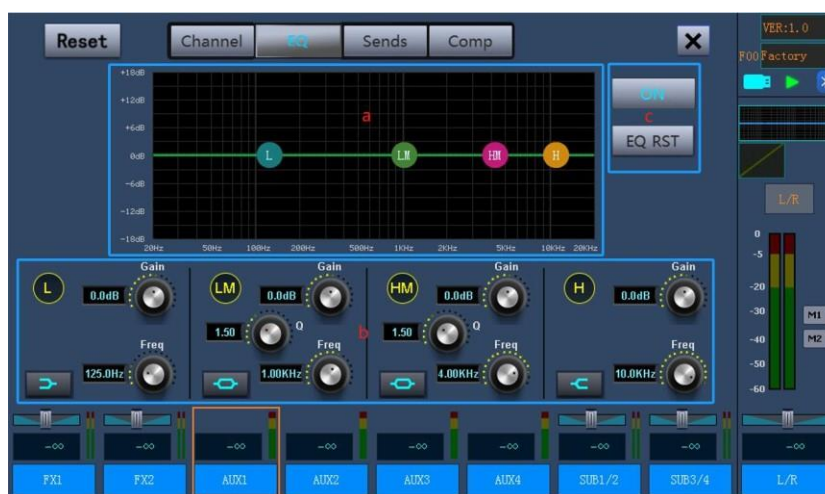 Reset Channel EQ Sends Comp VER:1.0
F00 Factory
+18dB
+12dB ON
a c
+6dB EQ RST
0dB L LM HM H
-6dB
-12dB L/R
-18dB
20Hz 50Hz 100Hz 200Hz 500Hz 1KHz 2KHz 5KHz 10KHz 20KHz
0
-5
-20
-30
-40
-50
-60
M1
M2
L Gain 0.0dB
Freq 125.0Hz
LM Gain 0.0dB
1.50 Q
Freq 1.00KHz
HM Gain 0.0dB
b 1.50 Q
Freq 4.00KHz
H Gain 0.0dB
Freq 10.0KHz
-∞ -∞ -∞ -∞ -∞ -∞ -∞ -∞ -∞
FX1 FX2 AUX1 AUX2 AUX3 AUX4 SUB1/2 SUB3/4 L/R